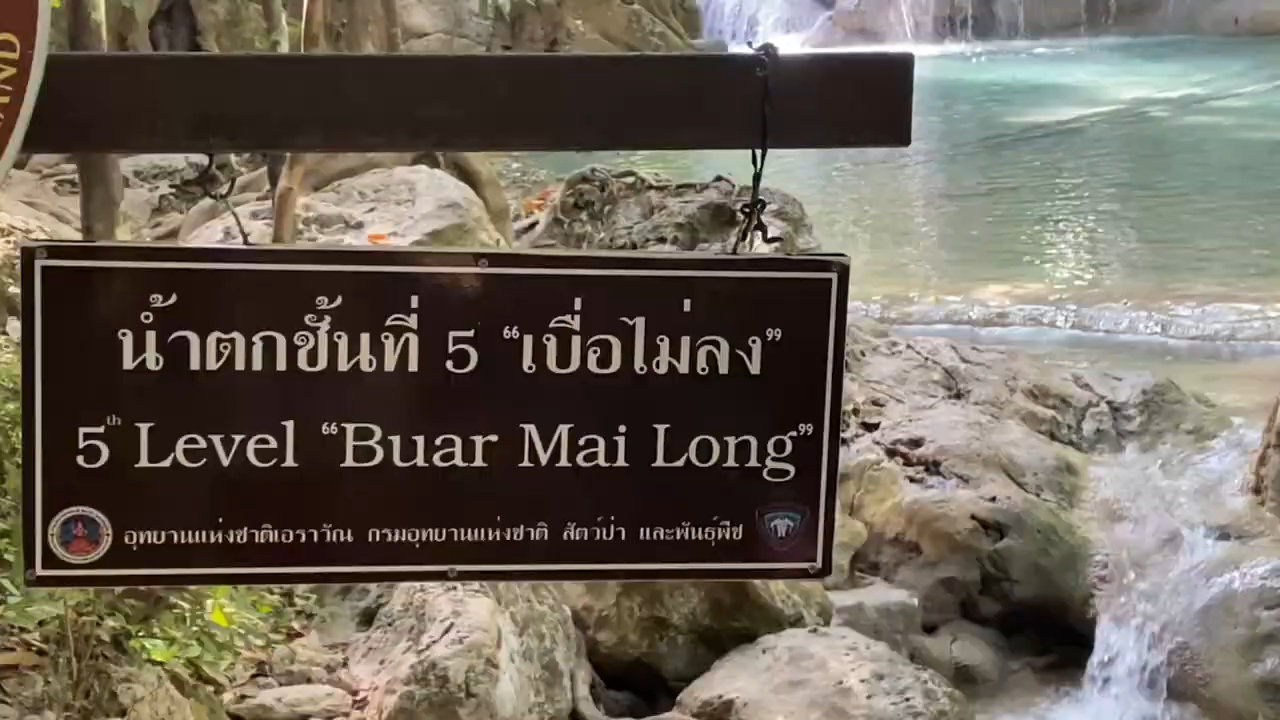 AND
น้ำตกชั้นที่ 5 “เบื่อไม่ลง”
5th Level “Buar Mai Long”
อุทยานแห่งชาติเอราวัณ กรมอุทยานแห่งชาติ สัตว์ป่า และพันธุ์พืช